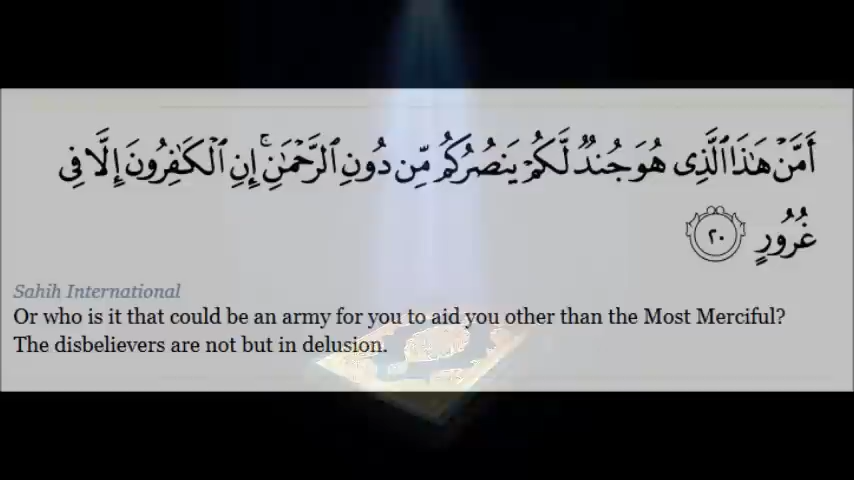 أَمَّنْ هَٰذَا ٱلَّذِى هُوَ جُندٌ لَّكُمْ يَنصُرُكُم مِّن دُونِ ٱلرَّحْمَٰنِ ۚ إِنِ ٱلْكَٰفِرُونَ إِلَّا فِى
غُرُورٍ ٢٠
Sahih International
Or who is it that could be an army for you to aid you other than the Most Merciful?
The disbelievers are not but in delusion.